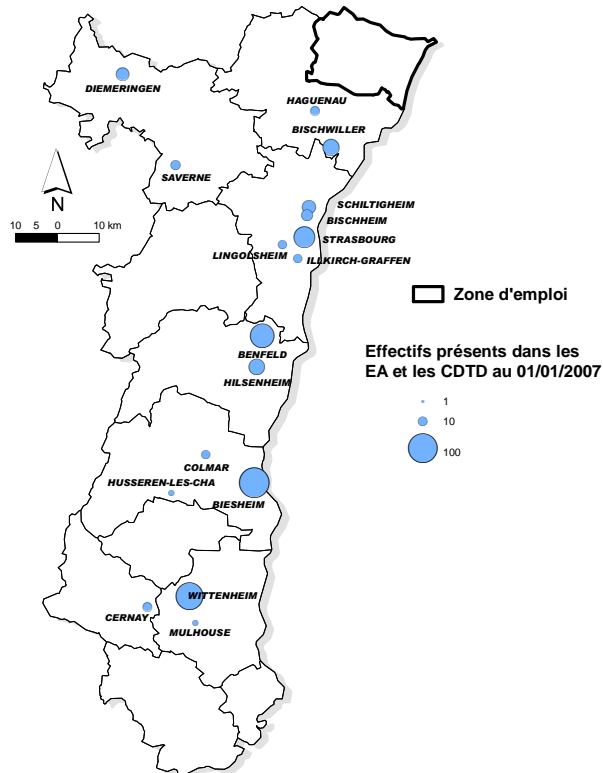 DIEMERINGEN
HAGUENAU
BISCHWILLER
SAVERNE
N
10 5 0 10 km
SCHILTIGHEIM
BISCHHEIM
STRASBOURG
LINGOLSHEIM
ILLKIRCH-GRAFFEN
Zone d'emploi
BENFELD
HILSENHEIM
Effectifs présents dans les
EA et les CDTD au 01/01/2007
1
10
100
COLMAR
HUSSEREN-LES-CHA
BIESHEIM
WITTENHEIM
CERNAY
MULHOUSE